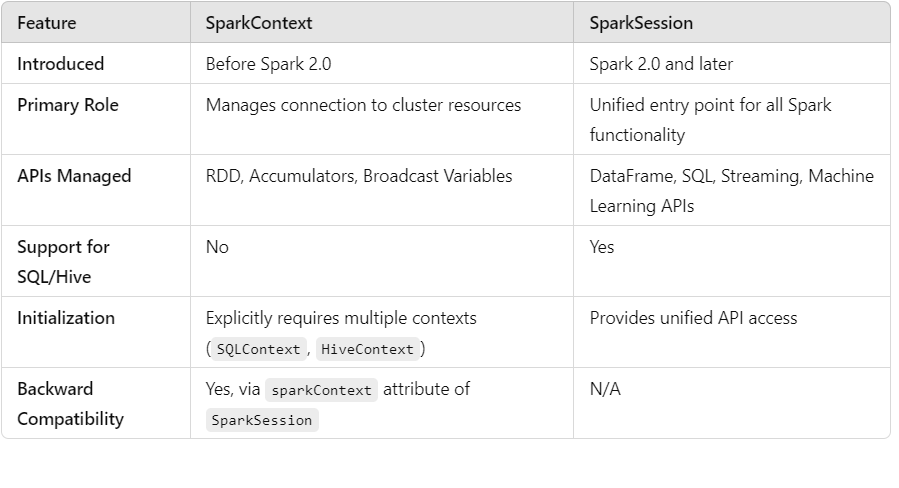 Feature SparkContext SparkSession
Introduced Before Spark 2.0 Spark 2.0 and later
Primary Role Manages connection to cluster resources Unified entry point for all Spark
functionality
APIs Managed RDD, Accumulators, Broadcast Variables DataFrame, SQL, Streaming, Machine
Learning APIs
Support for No Yes
SQL/Hive
Initialization Explicitly requires multiple contexts Provides unified API access
(SQLContext, HiveContext)
Backward Yes, via sparkContext attribute of N/A
Compatibility SparkSession